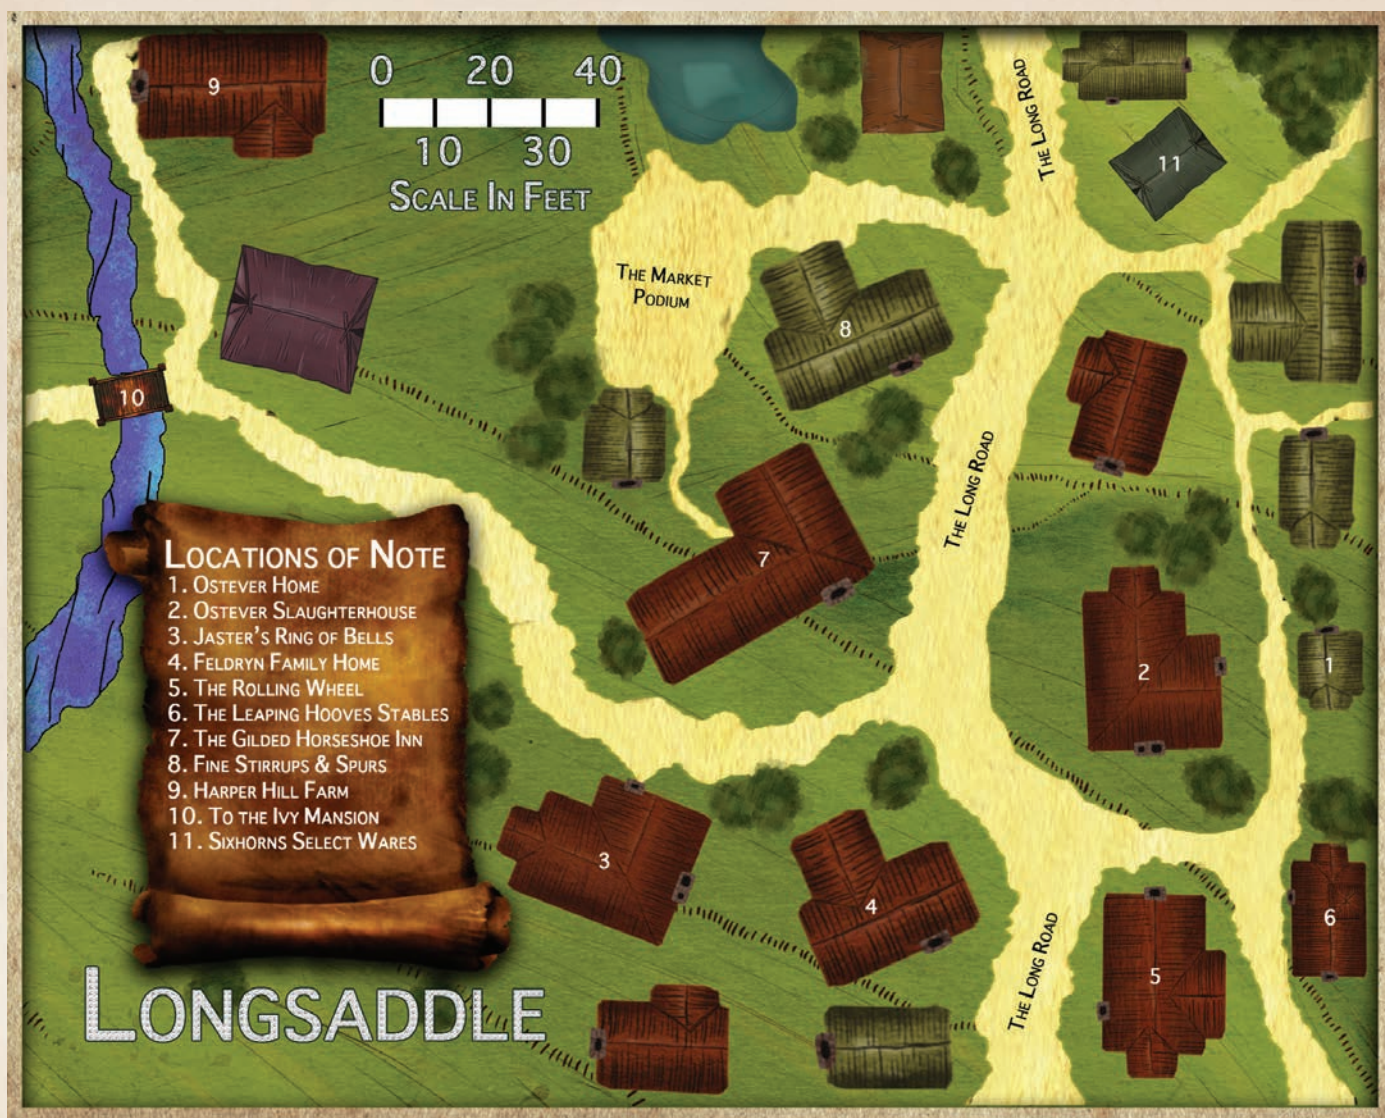 9
0 20 40
10 30
Scale In Feet
The Long Road
11
The Market
Podium
8
10
The Long Road
7
Locations of Note
1. Ostever Home
2. Ostever Slaughterhouse
3. Jaster's Ring of Bells
4. Feldryn Family Home
5. The Rolling Wheel
6. The Leaping Hooves Stables
7. The Gilded Horseshoe Inn
8. Fine Stirrups & Spurs
9. Harper Hill Farm
10. To the Ivy Mansion
11. Sixhorns Select Wares
2
1
3
4
6
5
The Long Road
Longsaddle